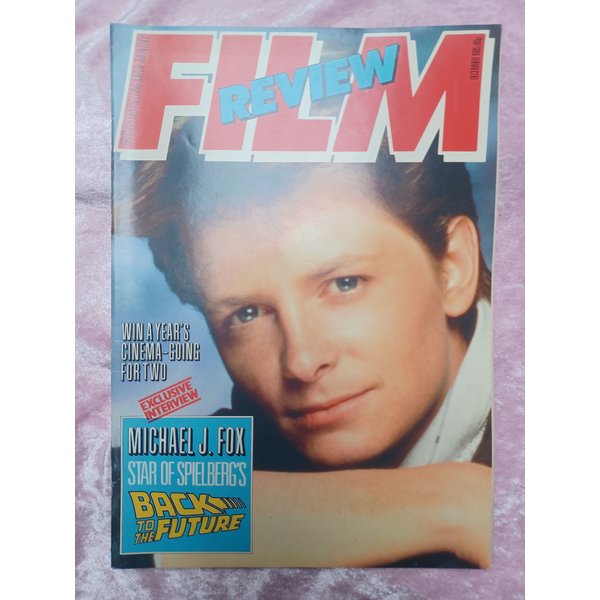 FILM
REVIEW
WIN A YEAR'S
CINEMA-GOING
FOR TWO
EXCLUSIVE
INTERVIEW
MICHAEL J. FOX
STAR OF SPIELBERG'S
BACK
TO THE FUTURE